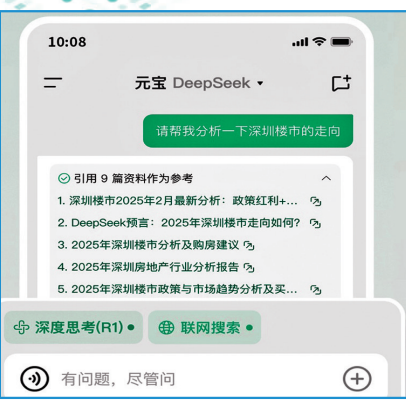 10:08
元宝 DeepSeek
请帮我分析一下深圳楼市的走向
引用 9 篇资料作为参考
1. 深圳楼市2025年2月最新分析：政策红利+...
2. DeepSeek预言：2025年深圳楼市走向如何?
3. 2025年深圳楼市分析及购房建议
4. 2025年深圳房地产行业分析报告
5. 2025年深圳楼市政策与市场趋势分析及买...
深度思考(R1) 联网搜索
有问题，尽管问